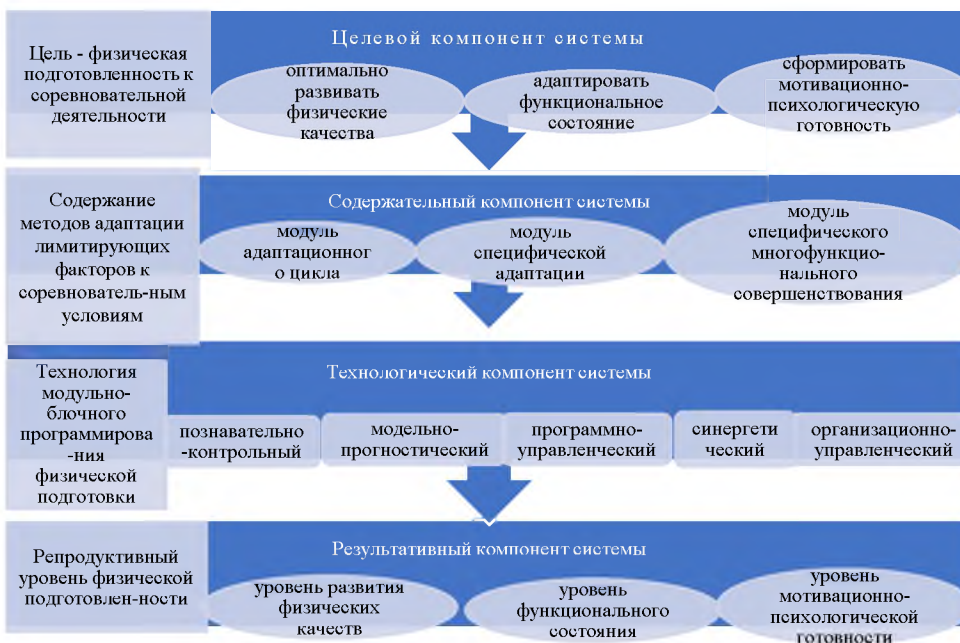 Цель - физическая
подготовленность к
соревновательной
деятельности
Целевой компонент системы
оптимально
развивать
физические
качества
адаптировать
функциональное
состояние
сформировать
мотивационно-
психологическую
готовность
Содержание
методов адаптации
лимитирующих
факторов к
соревнователь-ным
условиям
Содержательный компонент системы
модуль
адаптационног
о цикла
модуль
специфической
адаптации
модуль
специфического
многофункцио-
нального
совершенствования
Технология
модульно-
блочного
программирова
-ния
физической
подготовки
Технологический компонент системы
познавательно
-контрольный
модельно-
прогностический
программно-
управленческий
синергети
ческий
организационно-
управленческий
Репродуктивный
уровень физической
подготовлен-ности
Результативный компонент системы
уровень развития
физических
качеств
уровень
функционального
состояния
уровень
мотивационно-
психологической
готовности